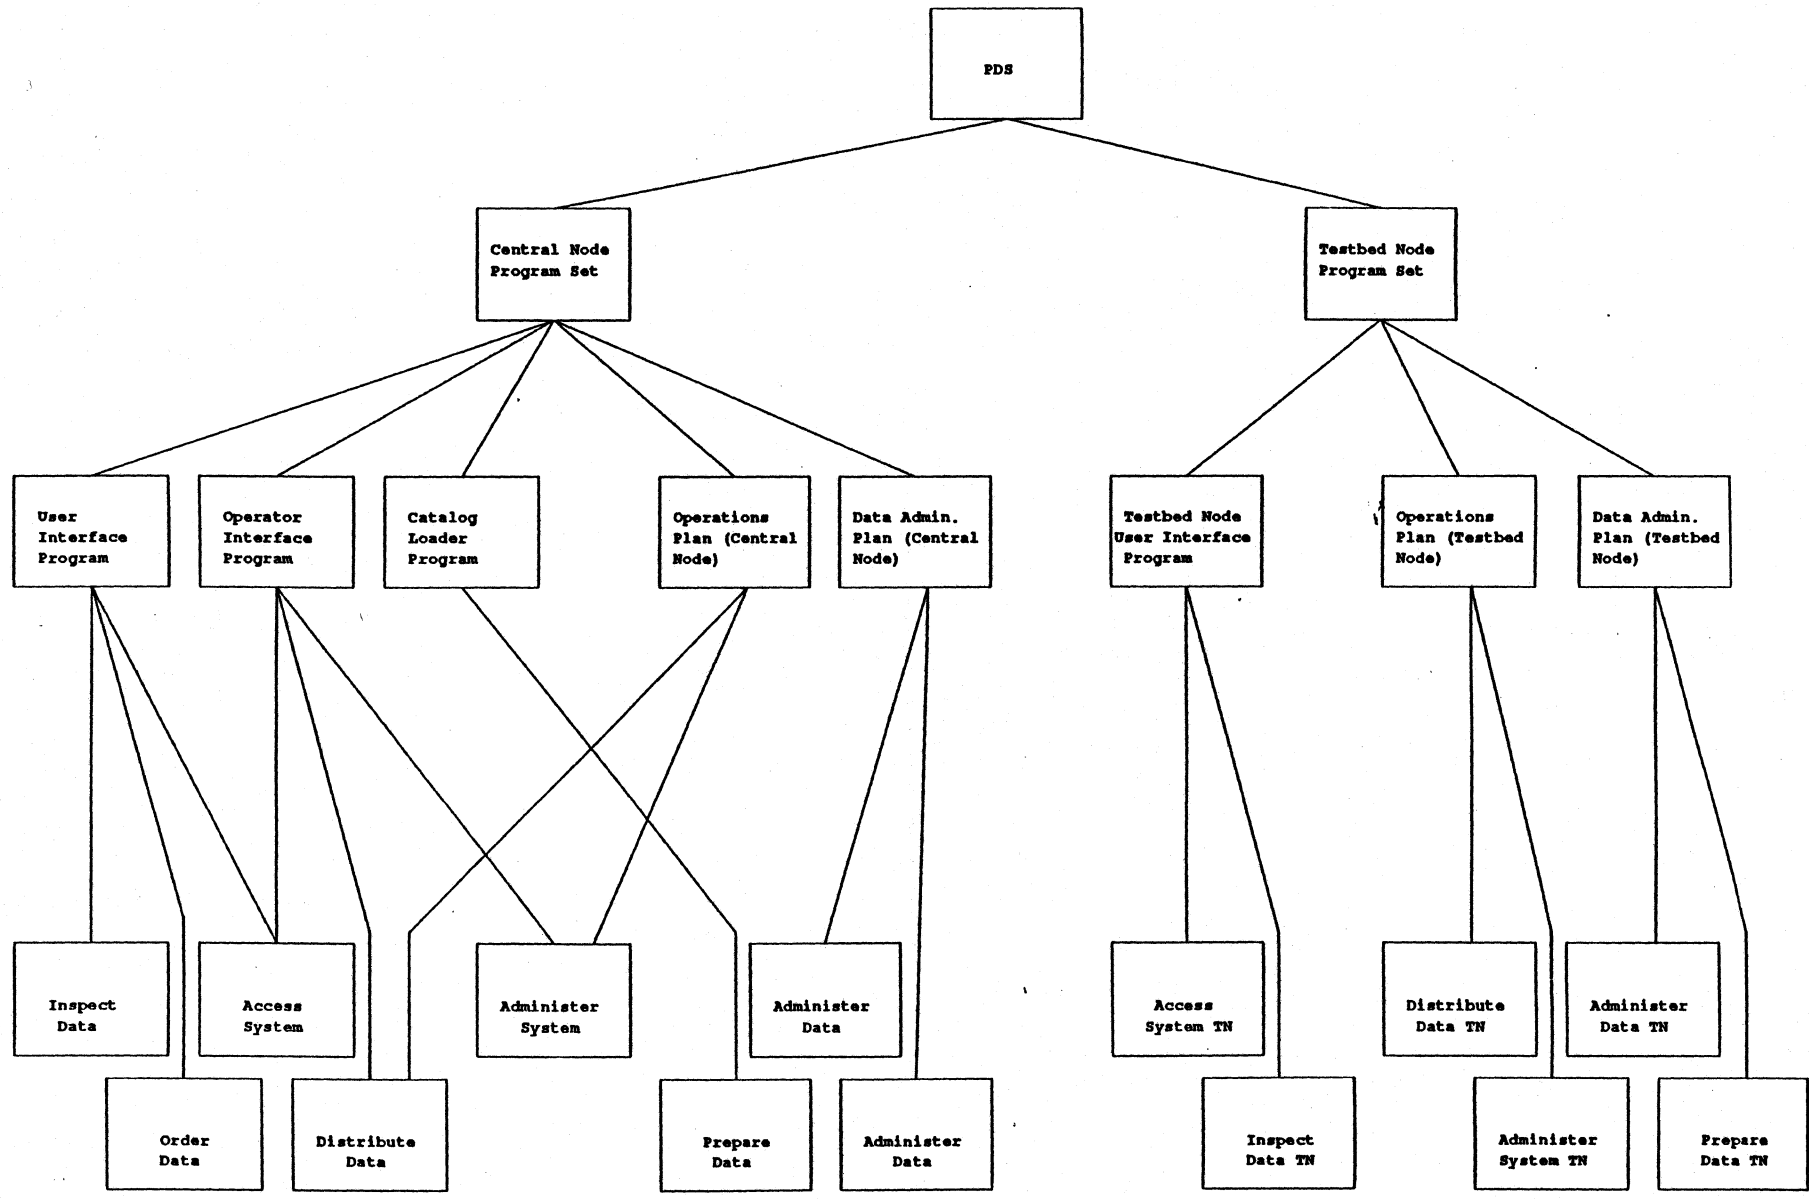 PDS
Central Node
Program Set
Testbed Node
Program Set
User
Interface
Program
Operator
Interface
Program
Catalog
Loader
Program
Operations
Plan (Central
Node)
Data Admin.
Plan (Central
Node)
Testbed Node
User Interface
Program
Operations
Plan (Testbed
Node)
Data Admin.
Plan (Testbed
Node)
Inspect
Data
Access
System
Administer
System
Administer
Data
Access
System TN
Distribute
Data TN
Administer
Data TN
Order
Data
Distribute
Data
Prepare
Data
Administer
Data
Inspect
Data TN
Administer
System TN
Prepare
Data TN